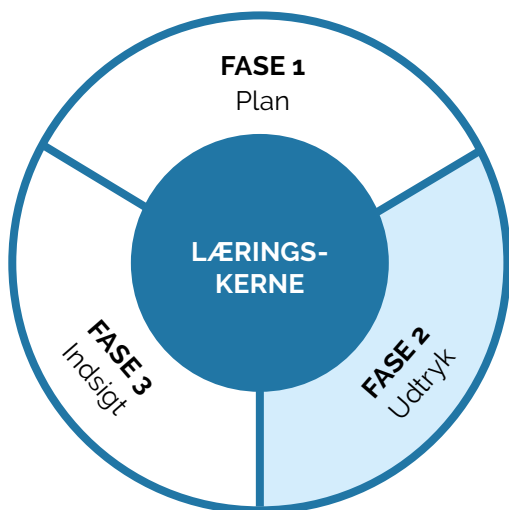 FASE 1
Plan
LÆRINGS-
KERNE
FASE 2
Udtryk
FASE 3
Indsigt